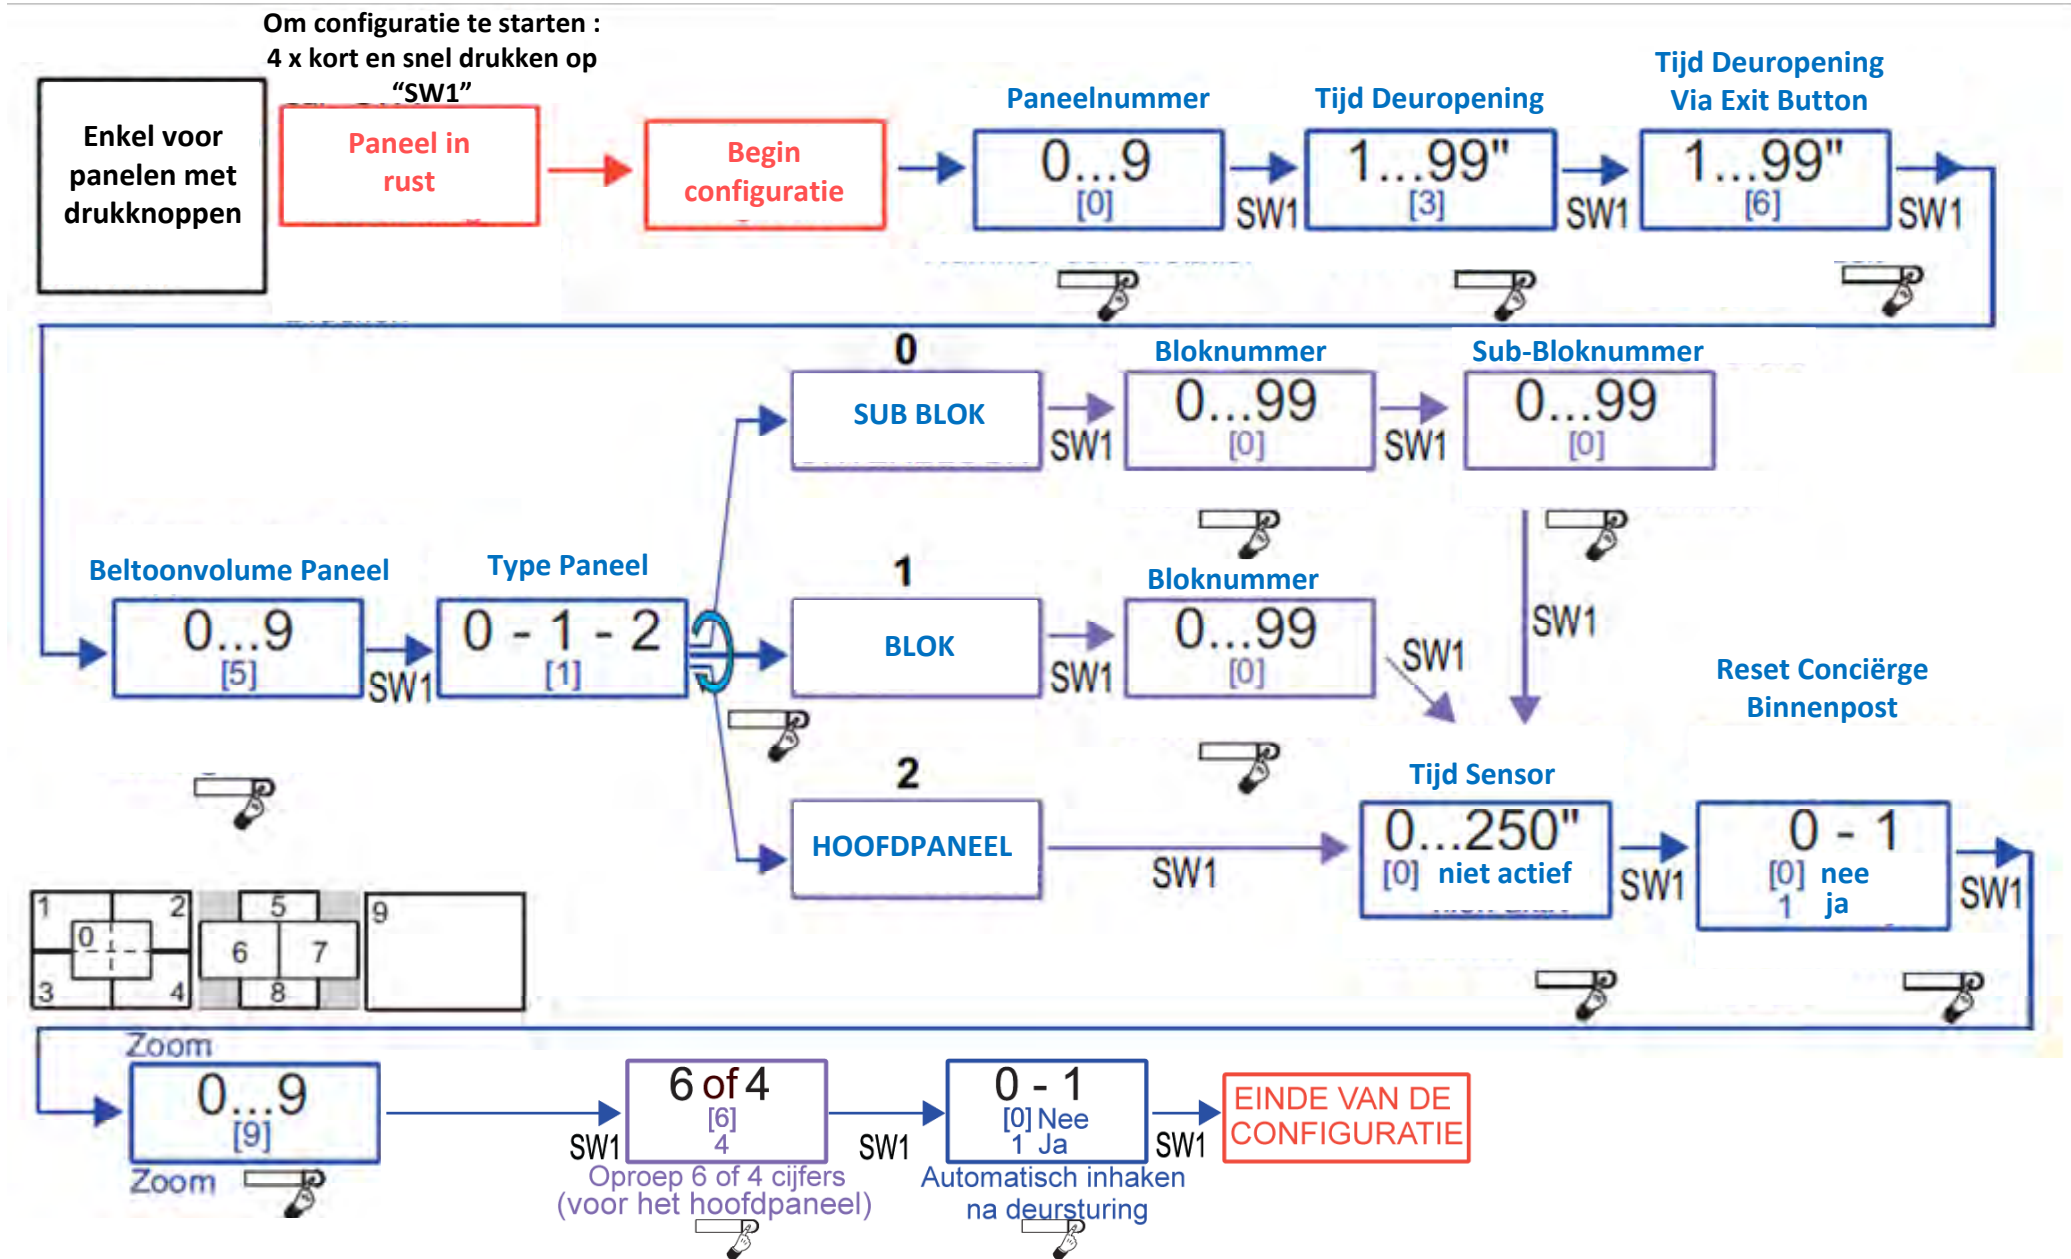 Om configuratie te starten :
4 x kort en snel drukken op
“SW1”
Enkel voor
panelen met
drukknoppen
Paneel in
rust
Begin
configuratie
Paneelnummer
0...9
[0]
SW1
Tijd Deuropening
1...99"
[3]
SW1
Tijd Deuropening
Via Exit Button
1...99"
[6]
SW1
0
SUB BLOK
SW1
Bloknummer
0...99
[0]
SW1
Sub-Bloknummer
0...99
[0]
SW1
Beltoonvolume Paneel
0...9
[5]
SW1
Type Paneel
0 - 1 - 2
[1]
1
BLOK
SW1
Bloknummer
0...99
[0]
SW1
2
HOOFDPANEEL
SW1
Tijd Sensor
0...250"
[0] niet actief
SW1
Reset Conciërge
Binnenpost
0 - 1
[0] nee
1 ja
SW1
1 2
0
3 4
5
6 7
8
9
Zoom
0...9
[9]
Zoom
SW1
6 of 4
[6]
4
Oproep 6 of 4 cijfers
(voor het hoofdpaneel)
SW1
0 - 1
[0] Nee
1 Ja
Automatisch inhaken
na deursturing
SW1
EINDE VAN DE
CONFIGURATIE